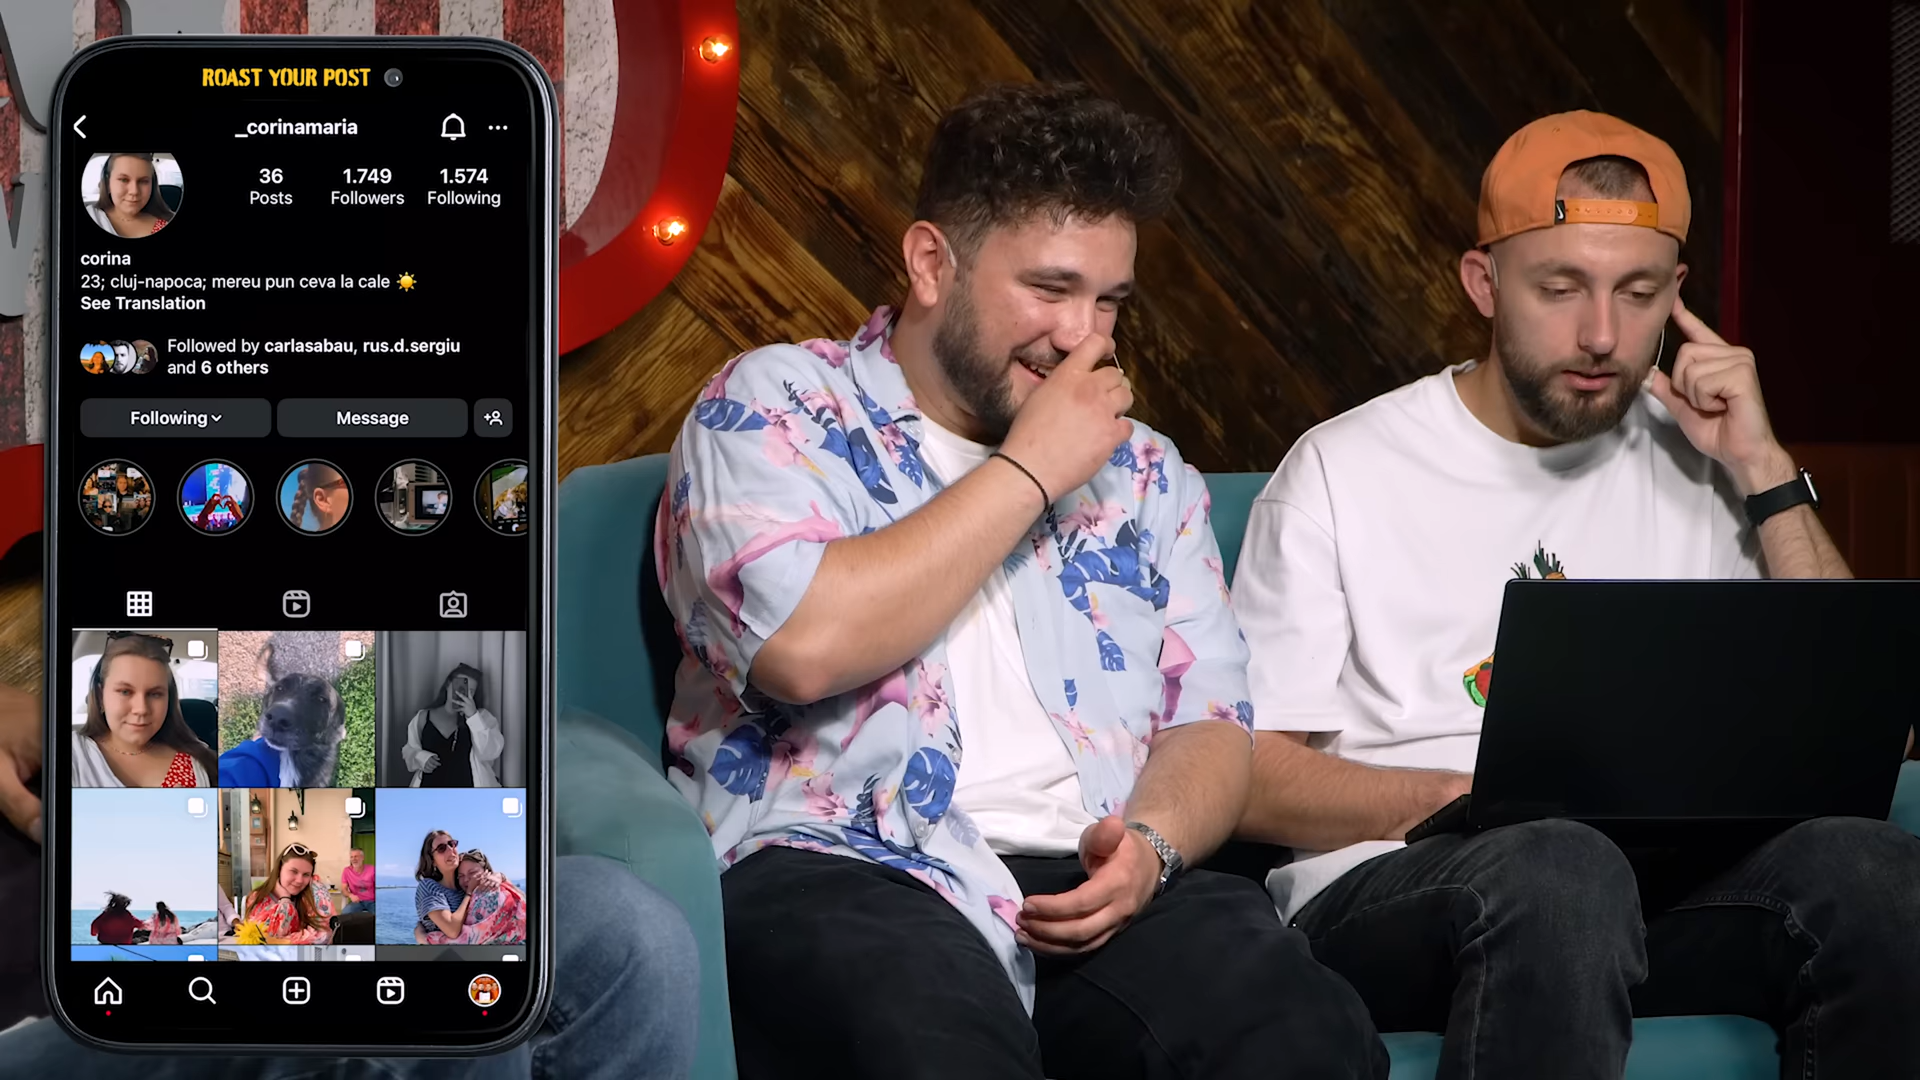 ROAST YOUR POST
_corinamaria
36
Posts
1.749
Followers
1.574
Following
corina
23; cluj-napoca; mereu pun ceva la cale
See Translation
Followed by carlasabau, rus.d.sergiu
and 6 others
Following
Message